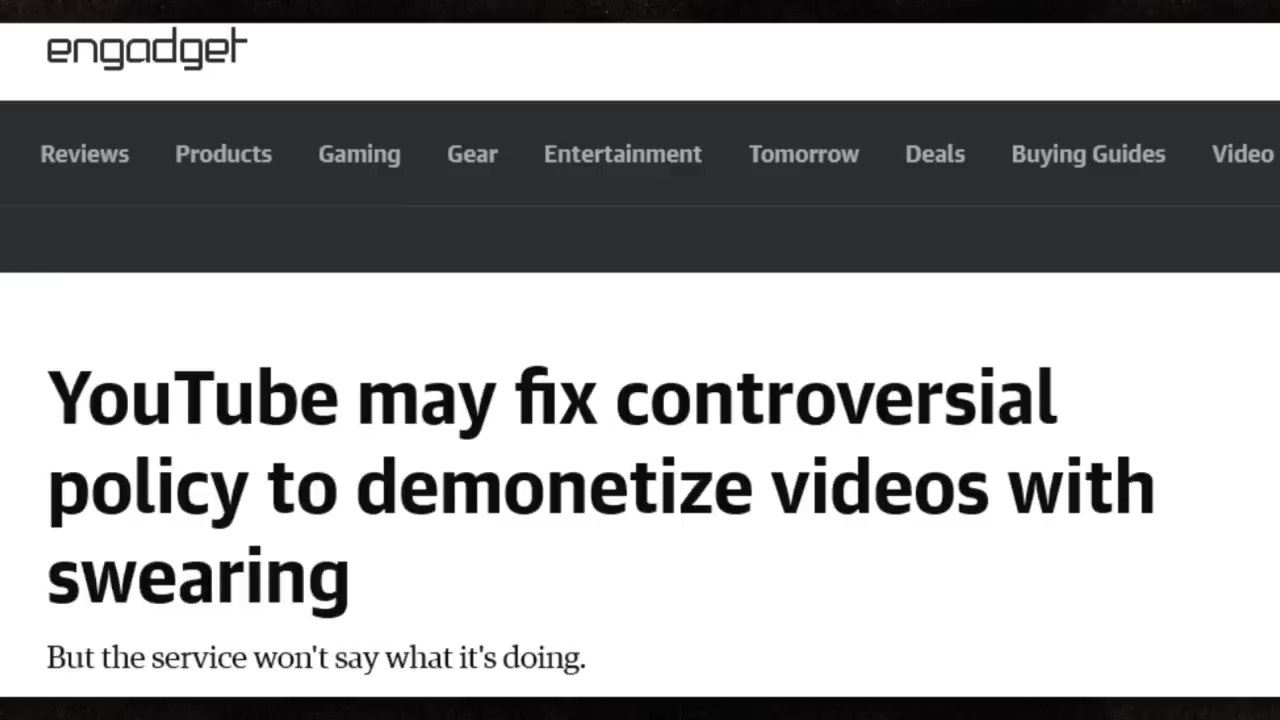 engadget
Reviews Products Gaming Gear Entertainment Tomorrow Deals Buying Guides Video
YouTube may fix controversial
policy to demonetize videos with
swearing
But the service won't say what it's doing.